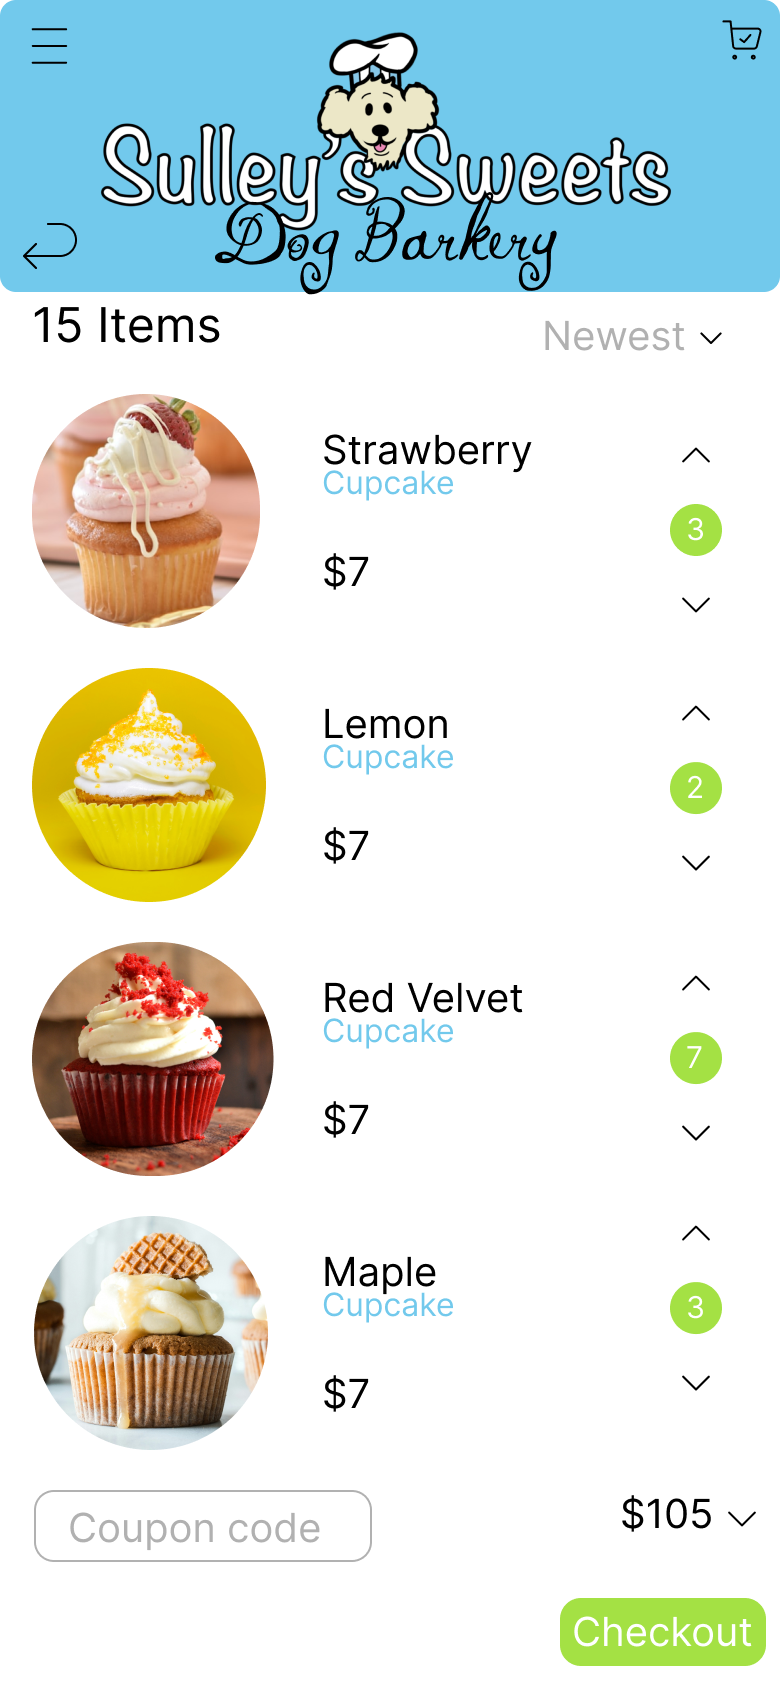 Sulley's Sweets
Dog Barkery
15 Items
Newest
Strawberry
Cupcake
3
$7
Lemon
Cupcake
2
$7
Red Velvet
Cupcake
7
$7
Maple
Cupcake
3
$7
Coupon code
$105
Checkout